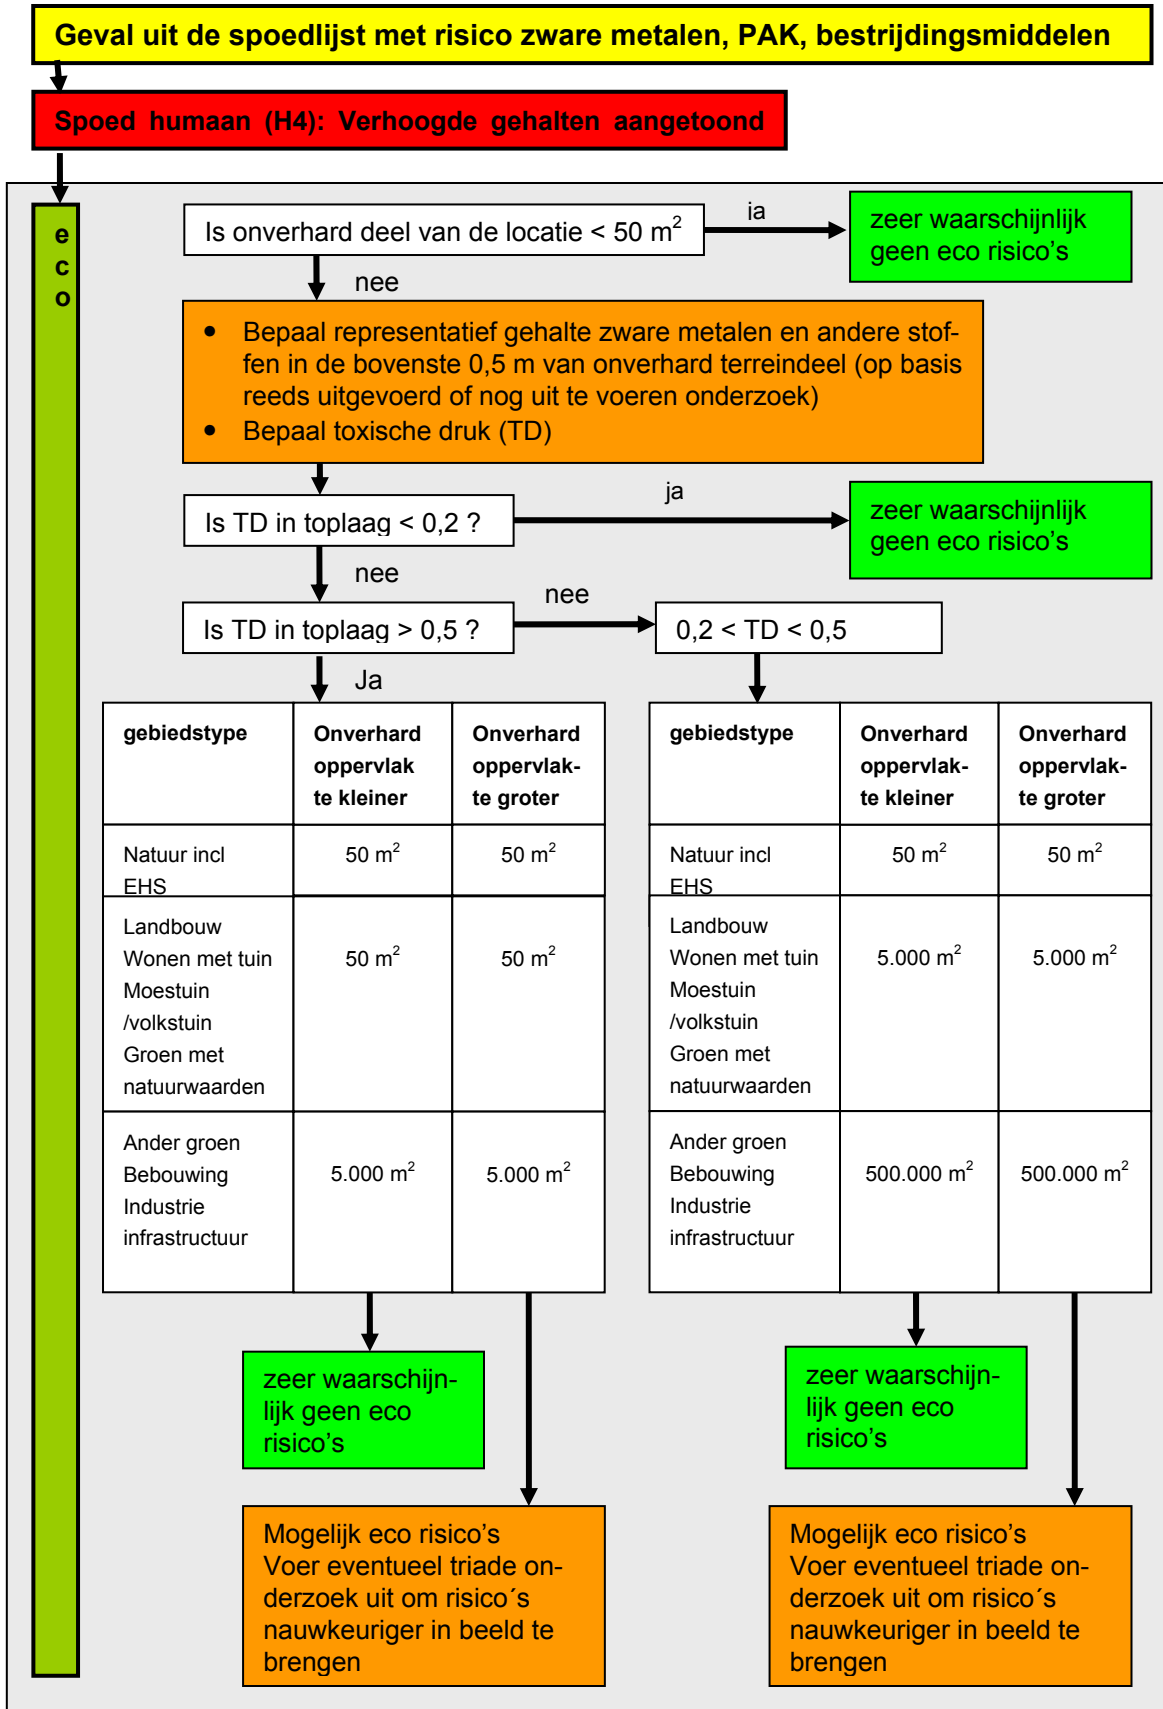 Geval uit de spoedlijst met risico zware metalen, PAK, bestrijdingsmiddelen
Spoed humaan (H4): Verhoogde gehalten aangetoond
e
c
o
Is onverhard deel van de locatie < 50 m²
ja
zeer waarschijnlijk
geen eco risico's
nee
• Bepaal representatief gehalte zware metalen en andere stof-
fen in de bovenste 0,5 m van onverhard terreindeel (op basis
reeds uitgevoerd of nog uit te voeren onderzoek)
• Bepaal toxische druk (TD)
Is TD in toplaag < 0,2 ?
ja
zeer waarschijnlijk
geen eco risico's
nee
Is TD in toplaag > 0,5 ?
nee
0,2 < TD < 0,5
Ja
gebiedstype
Onverhard
oppervlak
te kleiner
Onverhard
oppervlak-
te groter
Natuur incl
EHS
50 m²
50 m²
Landbouw
Wonen met tuin
Moestuin
/volkstuin
Groen met
natuurwaarden
50 m²
50 m²
Ander groen
Bebouwing
Industrie
infrastructuur
5.000 m²
5.000 m²
gebiedstype
Onverhard
oppervlak-
te kleiner
Onverhard
oppervlak-
te groter
Natuur incl
EHS
50 m²
50 m²
Landbouw
Wonen met tuin
Moestuin
/volkstuin
Groen met
natuurwaarden
5.000 m²
5.000 m²
Ander groen
Bebouwing
Industrie
infrastructuur
500.000 m²
500.000 m²
zeer waarschijn-
lijk geen eco
risico's
zeer waarschijn-
lijk geen eco
risico's
Mogelijk eco risico's
Voer eventueel triade on-
derzoek uit om risico´s
nauwkeuriger in beeld te
brengen
Mogelijk eco risico's
Voer eventueel triade on-
derzoek uit om risico´s
nauwkeuriger in beeld te
brengen